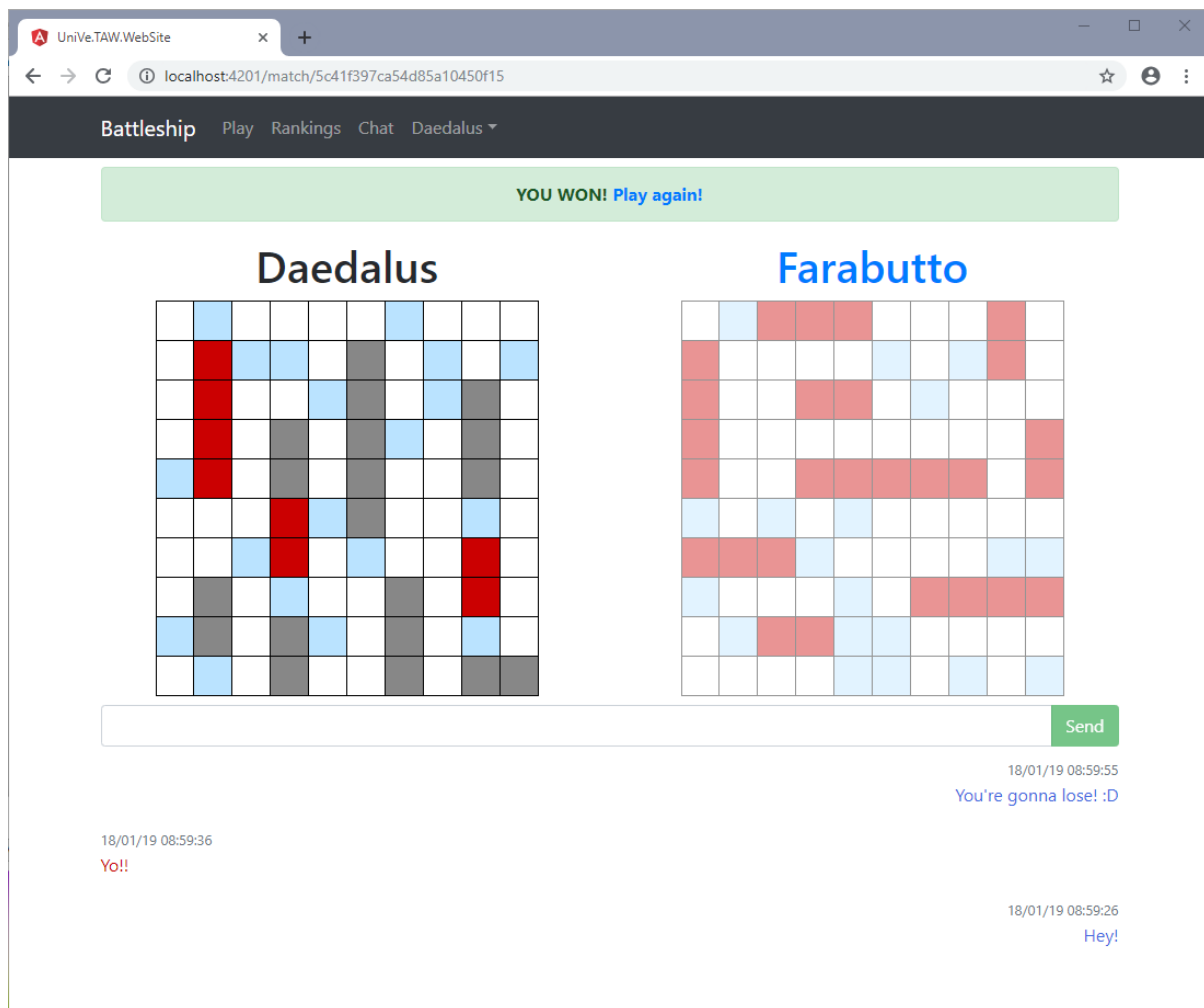 UniVe.TAW.WebSite
localhost:4201/match/5c41f397ca54d85a10450f15
Battleship Play Rankings Chat Daedalus
YOU WON! Play again!
Daedalus Farabutto
Send
18/01/19 08:59:55
You're gonna lose! :D
18/01/19 08:59:36
Yo!!
18/01/19 08:59:26
Hey!